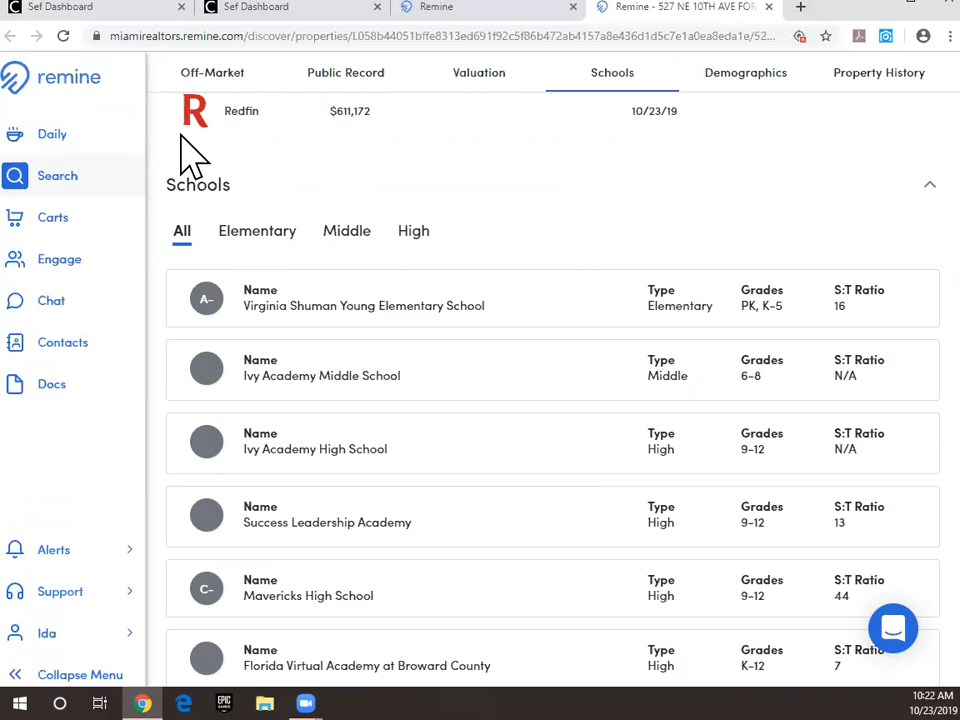 Sef Dashboard
Sef Dashboard
Remine
Remine - 527 NE 10TH AVE FOR
miamirealtors.remine.com/discover/properties/L058b44051bffe8313ed691f92c5f86b472ab4157a8e436d1d5c7e1a0ea8eda1e/52...
remine
Off-Market
Public Record
Valuation
Schools
Demographics
Property History
R
Redfin
$611,172
10/23/19
Daily
Search
Carts
Engage
Chat
Contacts
Docs
Alerts
Support
Ida
Collapse Menu
Schools
All
Elementary
Middle
High
A-
Name
Type
Grades
S:T Ratio
Virginia Shuman Young Elementary School
Elementary
PK, K-5
16
Name
Type
Grades
S:T Ratio
Ivy Academy Middle School
Middle
6-8
N/A
Name
Type
Grades
S:T Ratio
Ivy Academy High School
High
9-12
N/A
Name
Type
Grades
S:T Ratio
Success Leadership Academy
High
9-12
13
C-
Name
Type
Grades
S:T Ratio
Mavericks High School
High
9-12
44
Name
Type
Grades
S:T Ratio
Florida Virtual Academy at Broward County
High
K-12
7
EPIC GAMES
10:22 AM
10/23/2019